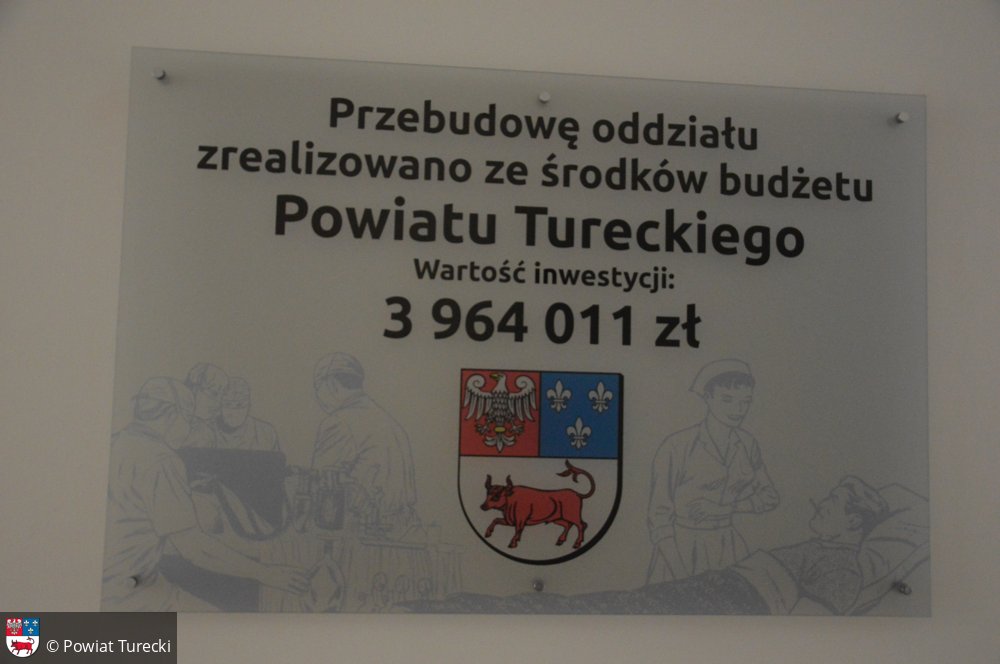 Przebudowę oddziału
zrealizowano ze środków budżetu
Powiatu Tureckiego
Wartość inwestycji:
3 964 011 zł
© Powiat Turecki